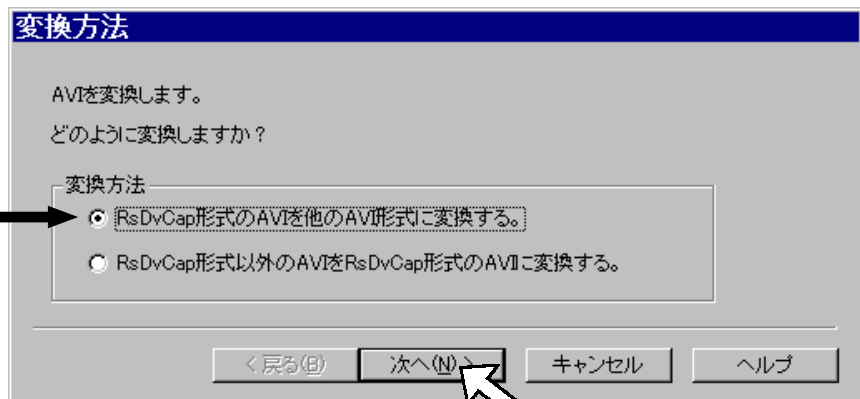 変換方法
AVIを変換します。
どのように変換しますか？
変換方法
RsDvCap形式のAVIを他のAVI形式に変換する。
RsDvCap形式以外のAVIをRsDvCap形式のAVIに変換する。
< 戻る(B) 次へ(N) > キャンセル ヘルプ